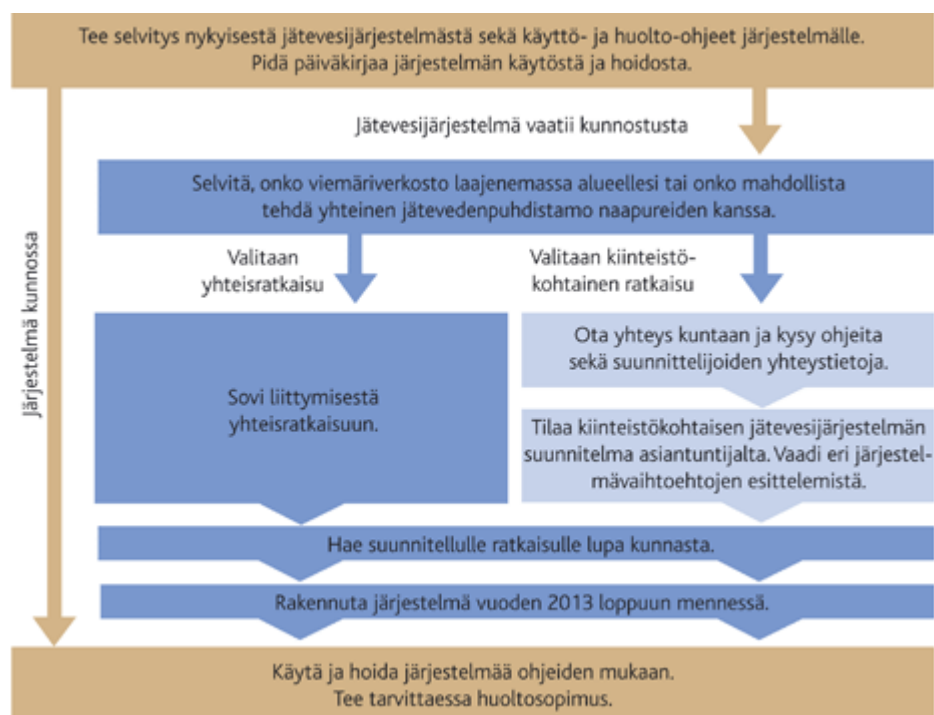 Tee selvitys nykyisestä jätevesijärjestelmästä sekä käyttö- ja huolto-ohjeet järjestelmälle.
Pidä päiväkirjaa järjestelmän käytöstä ja hoidosta.
Jätevesijärjestelmä vaatii kunnostusta
Järjestelmä kunnossa
Selvitä, onko viemäriverkosto laajenemassa alueellesi tai onko mahdollista
tehdä yhteinen jätevedenpuhdistamo naapureiden kanssa.
Valitaan
yhteisratkaisu
Valitaan kiinteistö-
kohtainen ratkaisu
Sovi liittymisestä
yhteisratkaisuun.
Ota yhteys kuntaan ja kysy ohjeita
sekä suunnittelijoiden yhteystietoja.
Tilaa kiinteistökohtaisen jätevesijärjestelmän
suunnitelma asiantuntijalta. Vaadi eri järjestel-
mävaihtoehtojen esittelemistä.
Hae suunnitellulle ratkaisulle lupa kunnasta.
Rakennuta järjestelmä vuoden 2013 loppuun mennessä.
Käytä ja hoida järjestelmää ohjeiden mukaan.
Tee tarvittaessa huoltosopimus.